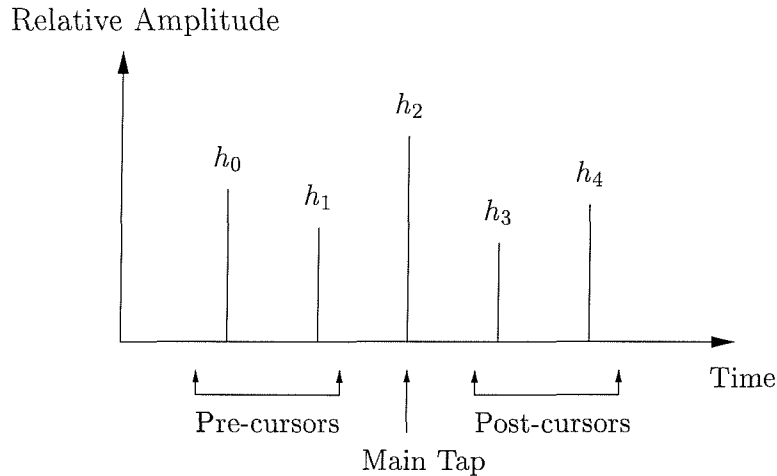 Relative Amplitude
h₂
h₀
h₄
h₁
h₃
Time
Pre-cursors
Post-cursors
Main Tap